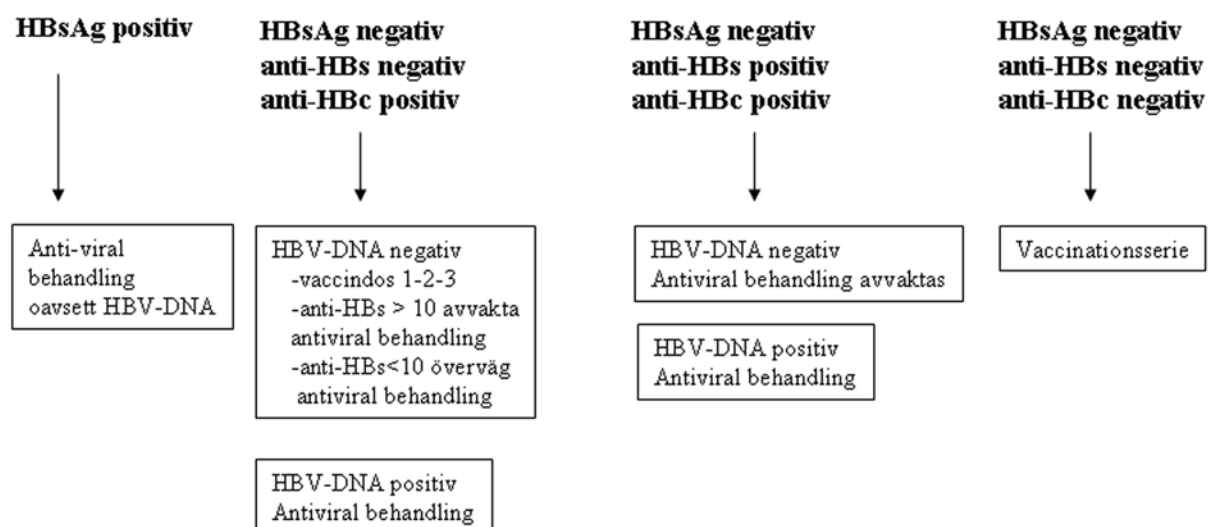 HBsAg positiv
HBsAg negativ
anti-HBs negativ
anti-HBc positiv
HBsAg negativ
anti-HBs positiv
anti-HBc positiv
HBsAg negativ
anti-HBs negativ
anti-HBc negativ
Anti-viral
behandling
oavsett HBV-DNA
HBV-DNA negativ
-vaccindos 1-2-3
-anti-HBs > 10 avvakta
antiviral behandling
-anti-HBs<10 överväg
antiviral behandling
HBV-DNA positiv
Antiviral behandling
HBV-DNA negativ
Antiviral behandling avvaktas
HBV-DNA positiv
Antiviral behandling
Vaccinationsserie